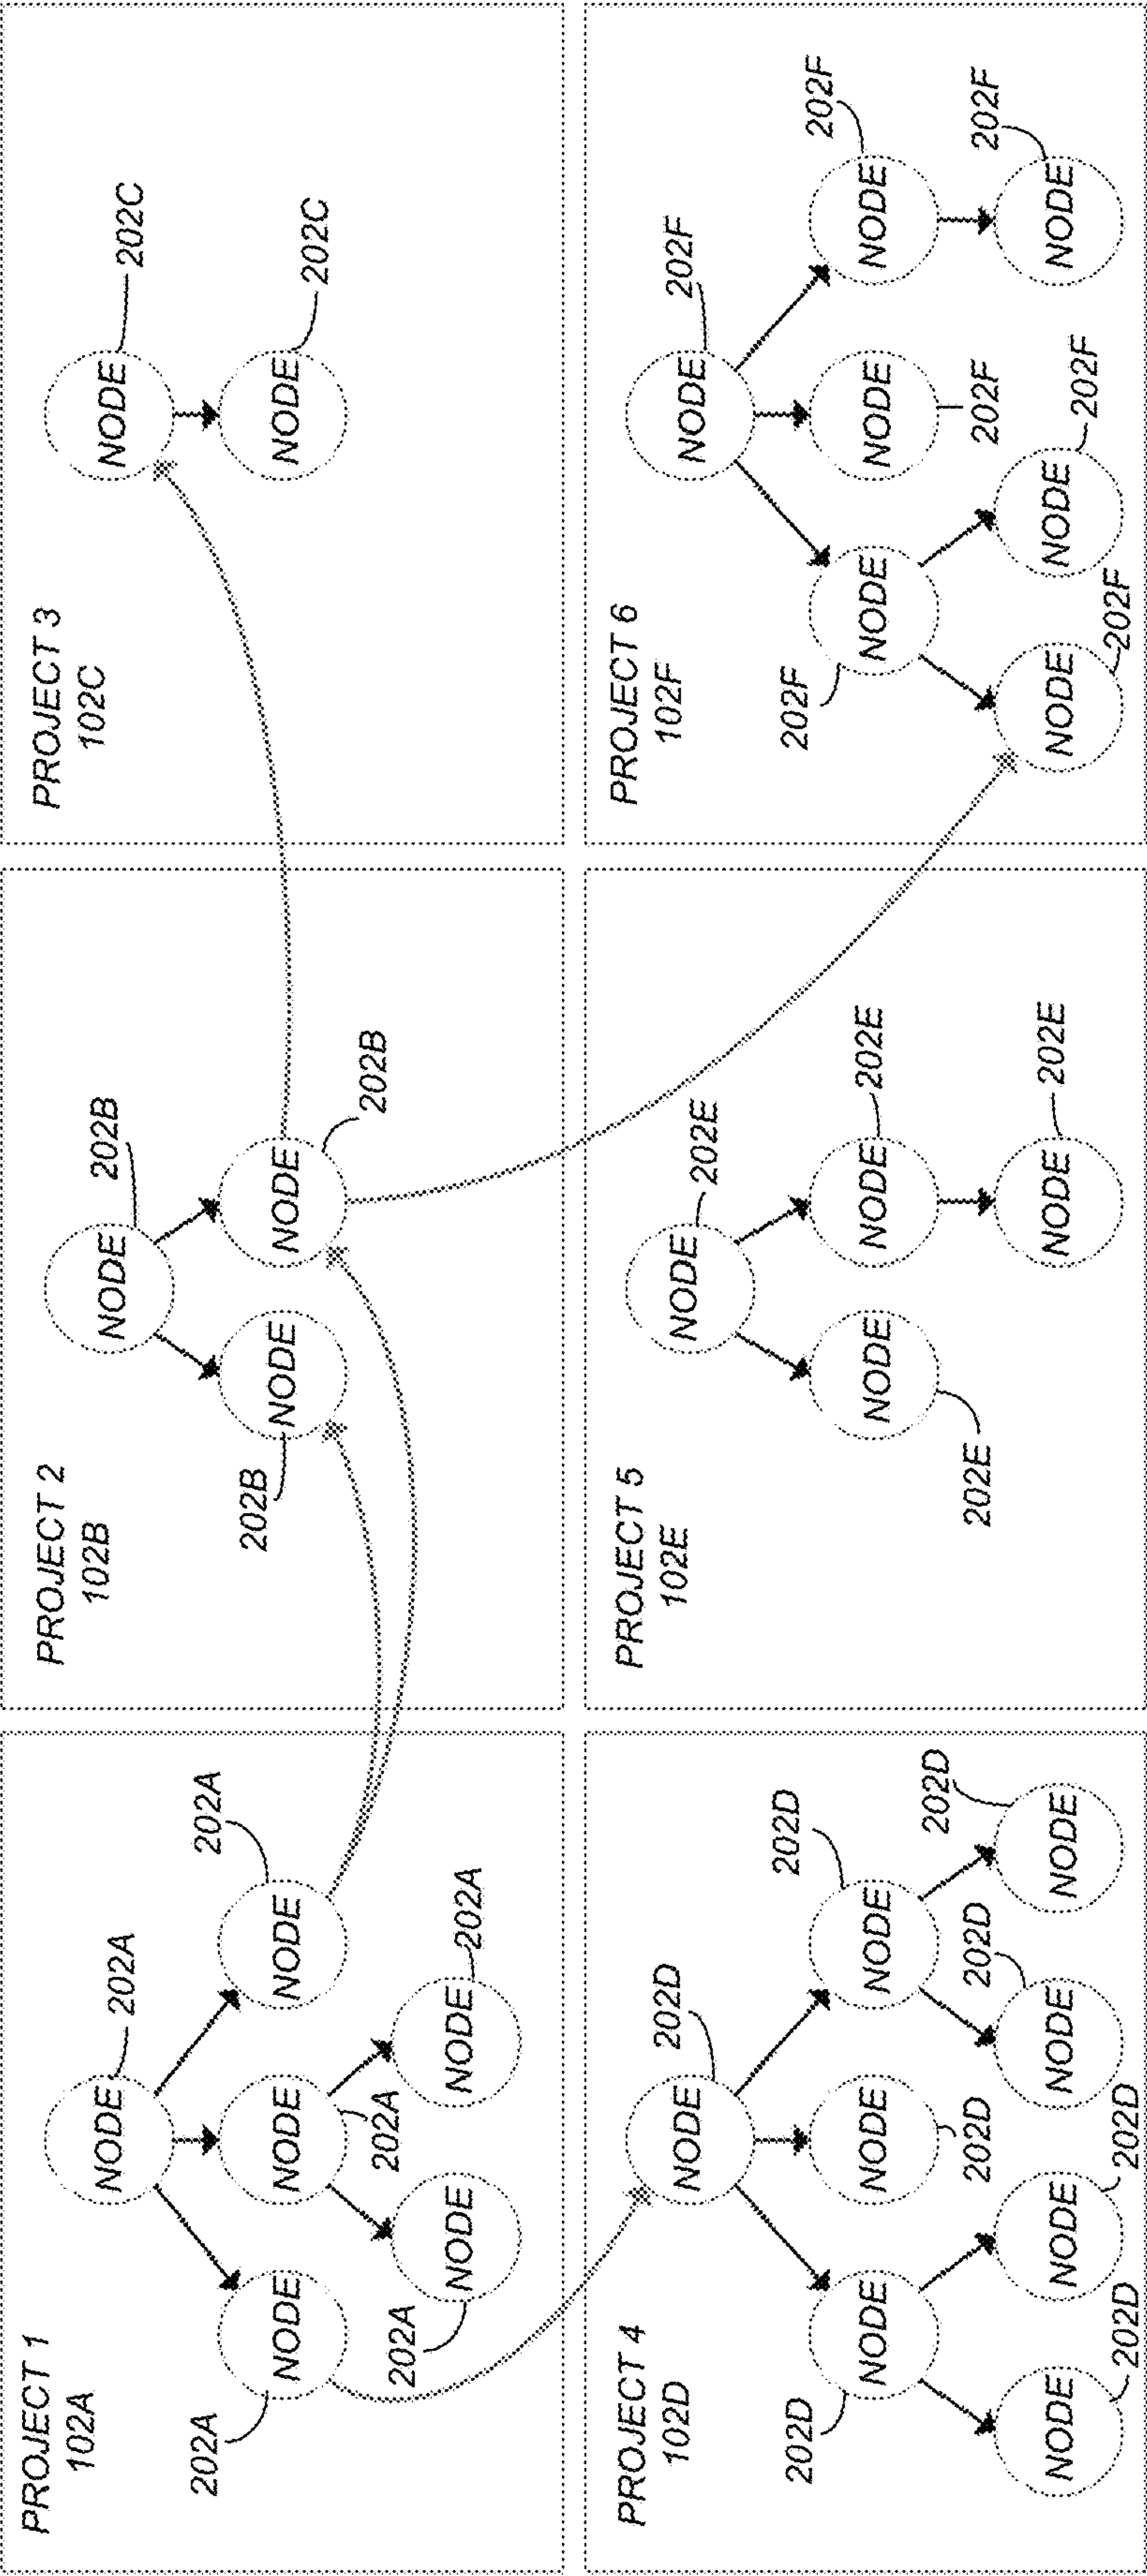 PROJECT 1
102A
NODE
202A
202A
NODE
NODE
202A
NODE
202A
202A
NODE
NODE
202A
PROJECT 2
102B
NODE
202B
202B
NODE
NODE
202B
PROJECT 3
102C
NODE
202C
NODE
202C
PROJECT 4
102D
NODE
202D
202D
NODE
NODE
202D
NODE
202D
NODE
202D
NODE
202D
NODE
202D
NODE
202D
PROJECT 5
102E
NODE
202E
NODE
202E
NODE
202E
NODE
202E
PROJECT 6
102F
NODE
202F
202F
NODE
NODE
202F
NODE
202F
NODE
202F
NODE
202F
NODE
202F